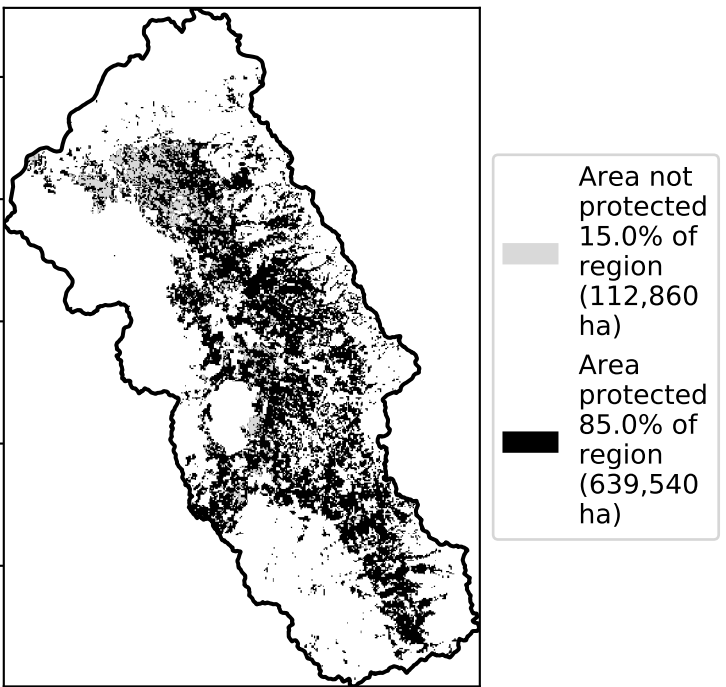 Area not
protected
15.0% of
region
(112,860
ha)
Area
protected
85.0% of
region
(639,540
ha)